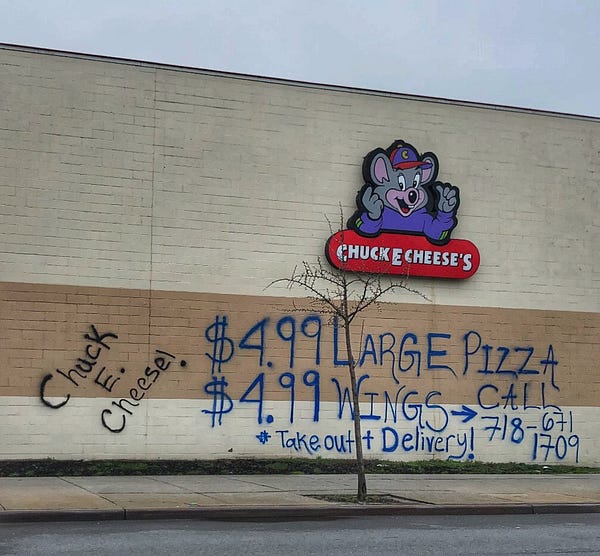 CHUCK E CHEESE'S
Chuck
E.
Cheese!
$4.99 LARGE PIZZA
$4.99 WINGS → CALL
718-671
1709
* Take out + Delivery!